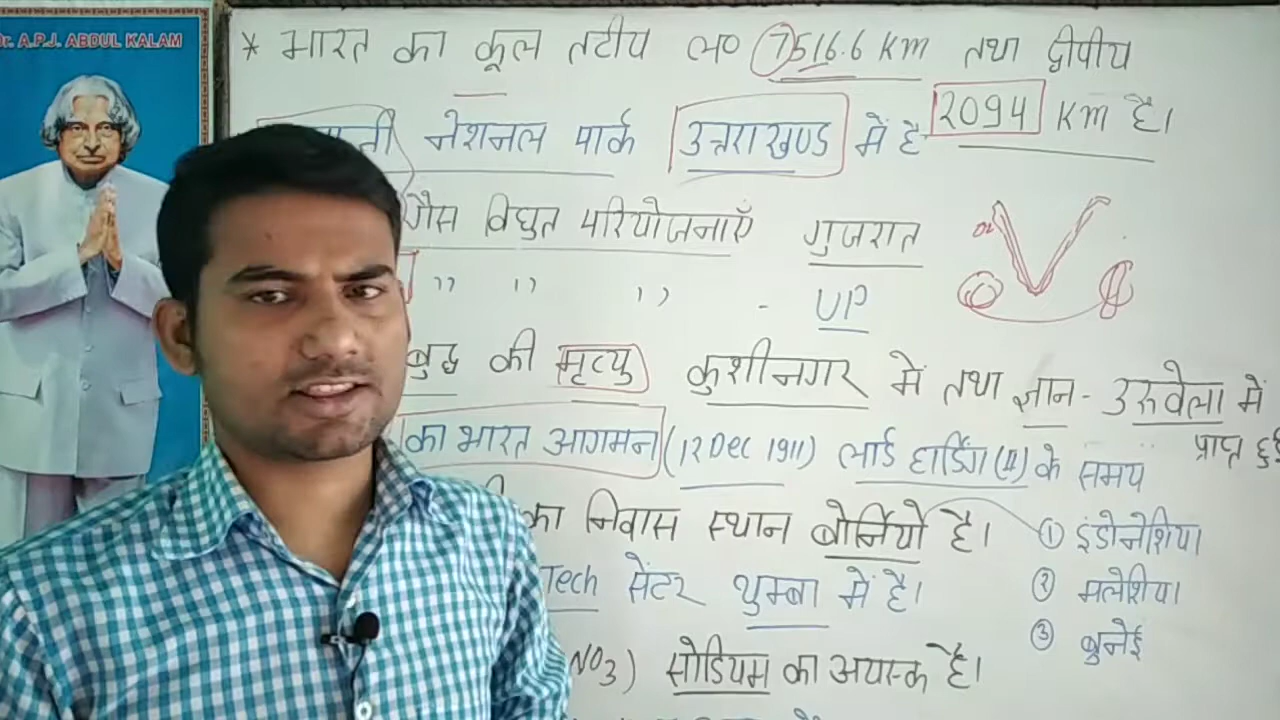 Dr. A.P.J. ABDUL KALAM
* भारत का कूल तटीय ल० 7516.6 KM तथा द्वीपीय
2094 KM है।
नेशनल पार्क उत्तराखण्ड में है
गैस विद्युत परियोजनाएँ गुजरात
" " " - UP
बुद्ध की मृत्यु कुशीनगर में तथा ज्ञान - उरुवेला में
प्राप्त हुई
का भारत आगमन (12 Dec 1911) लार्ड हार्डिंग (II) के समय
का निवास स्थान बोर्नियो है।
① इंडोनेशिया
② मलेशिया
③ ब्रुनेई
Tech सेंटर थुम्बा में है।
NO3) सोडियम का अयस्क है।